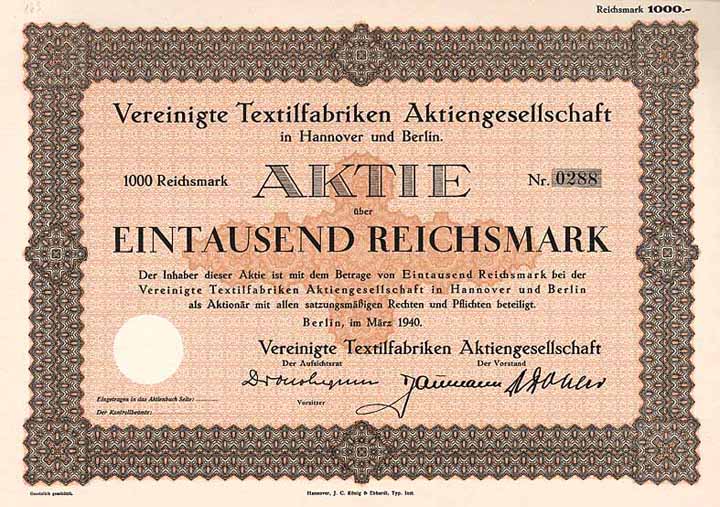 Reichsmark 1000.-
Vereinigte Textilfabriken Aktiengesellschaft
in Hannover und Berlin.
1000 Reichsmark AKTIE Nr. 0288
über
EINTAUSEND REICHSMARK
Der Inhaber dieser Aktie ist mit dem Betrage von Eintausend Reichsmark bei der
Vereinigte Textilfabriken Aktiengesellschaft in Hannover und Berlin
als Aktionär mit allen satzungsmäßigen Rechten und Pflichten beteiligt.
Berlin, im März 1940.
Vereinigte Textilfabriken Aktiengesellschaft
Der Aufsichtsrat Der Vorstand
Vorsitzer
Eingetragen in das Aktienbuch Seite:
Der Kontrollbeamte:
Gesetzlich geschützt.
Hannover, J. C. König & Ebhardt, Typ. Inst.